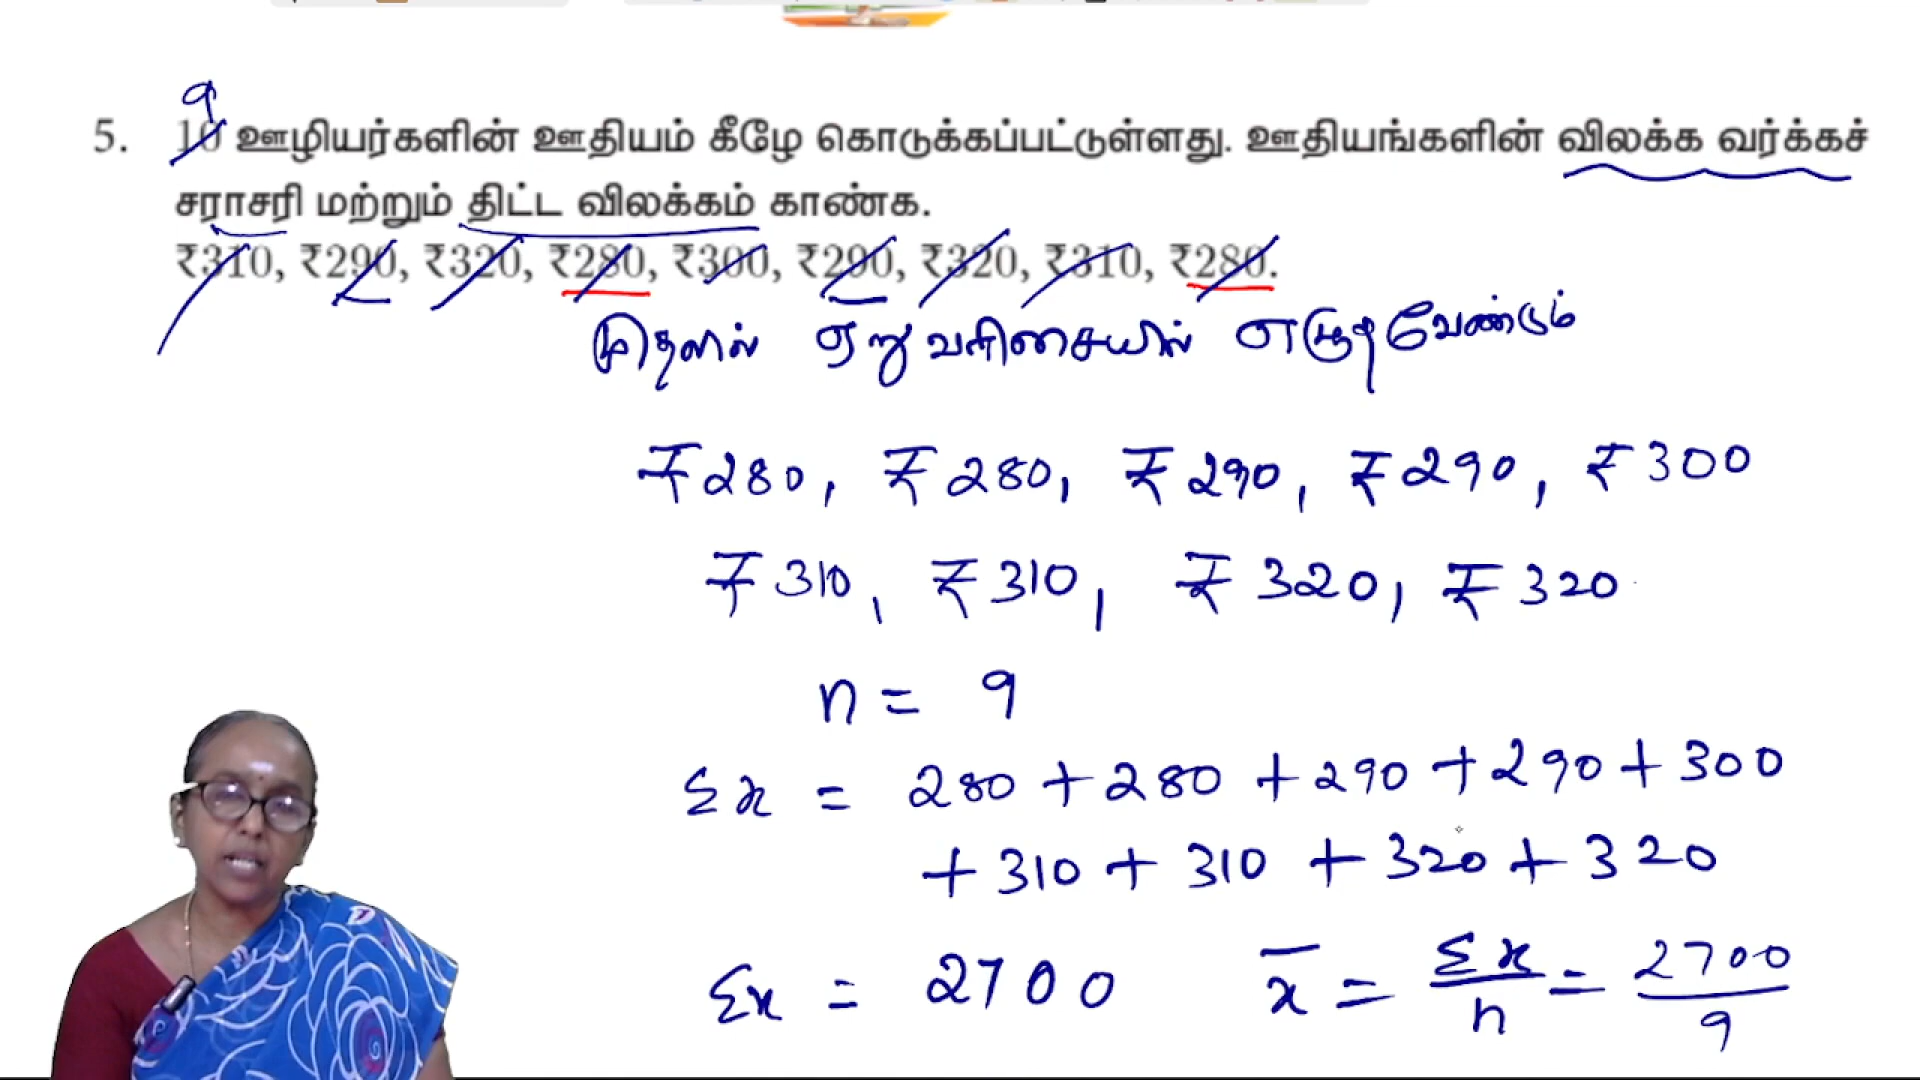 9
5. 10 ஊழியர்களின் ஊதியம் கீழே கொடுக்கப்பட்டுள்ளது. ஊதியங்களின் விலக்க வர்க்கச்
சராசரி மற்றும் திட்ட விலக்கம் காண்க.
₹310, ₹290, ₹320, ₹280, ₹300, ₹290, ₹320, ₹310, ₹280.
முதலில் ஏறு வரிசையில் எழுத வேண்டும்
₹280, ₹280, ₹290, ₹290, ₹300
₹310, ₹310, ₹320, ₹320
n = 9
Σx = 280 + 280 + 290 + 290 + 300
+ 310 + 310 + 320 + 320
Σx = 2700 x̄ = Σx/n = 2700/9